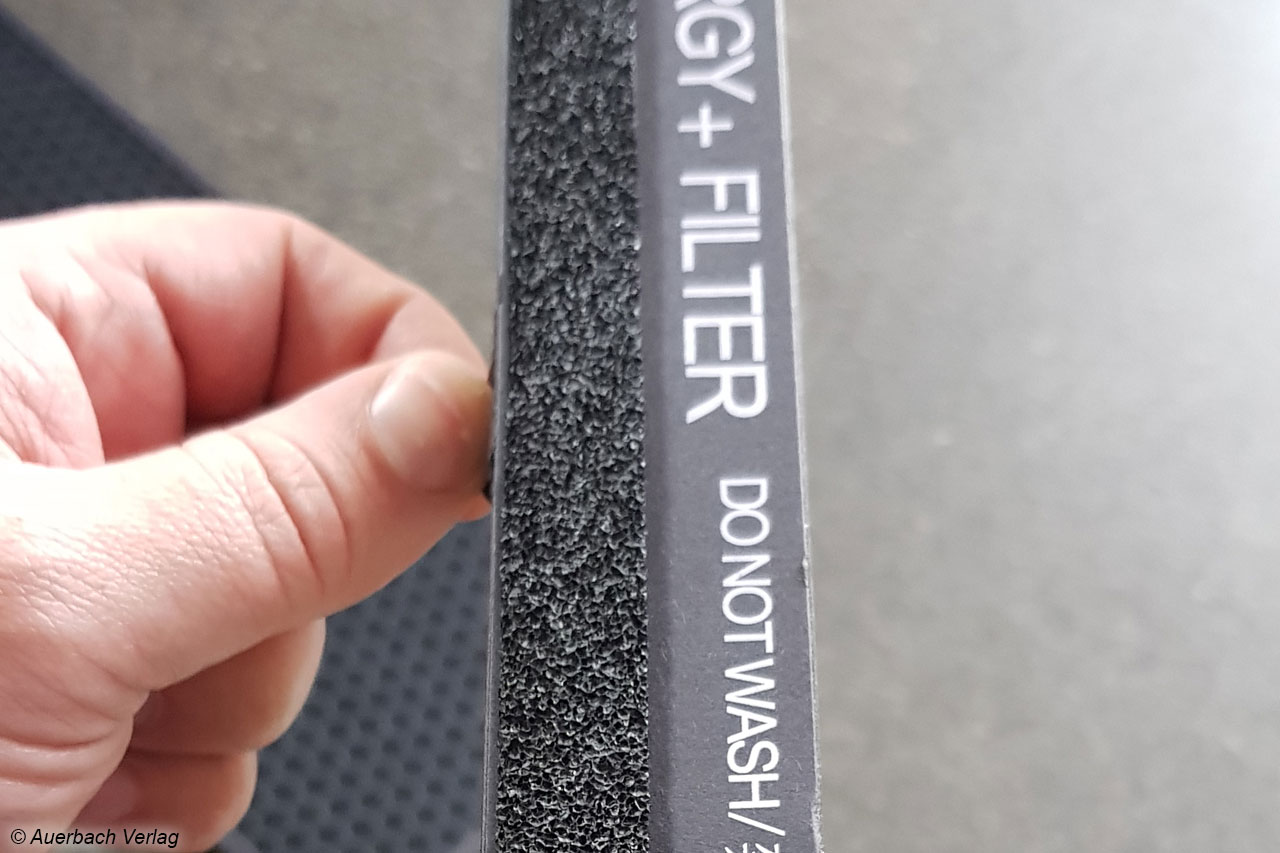 RGY + FILTER
DO NOT WASH /
© Auerbach Verlag